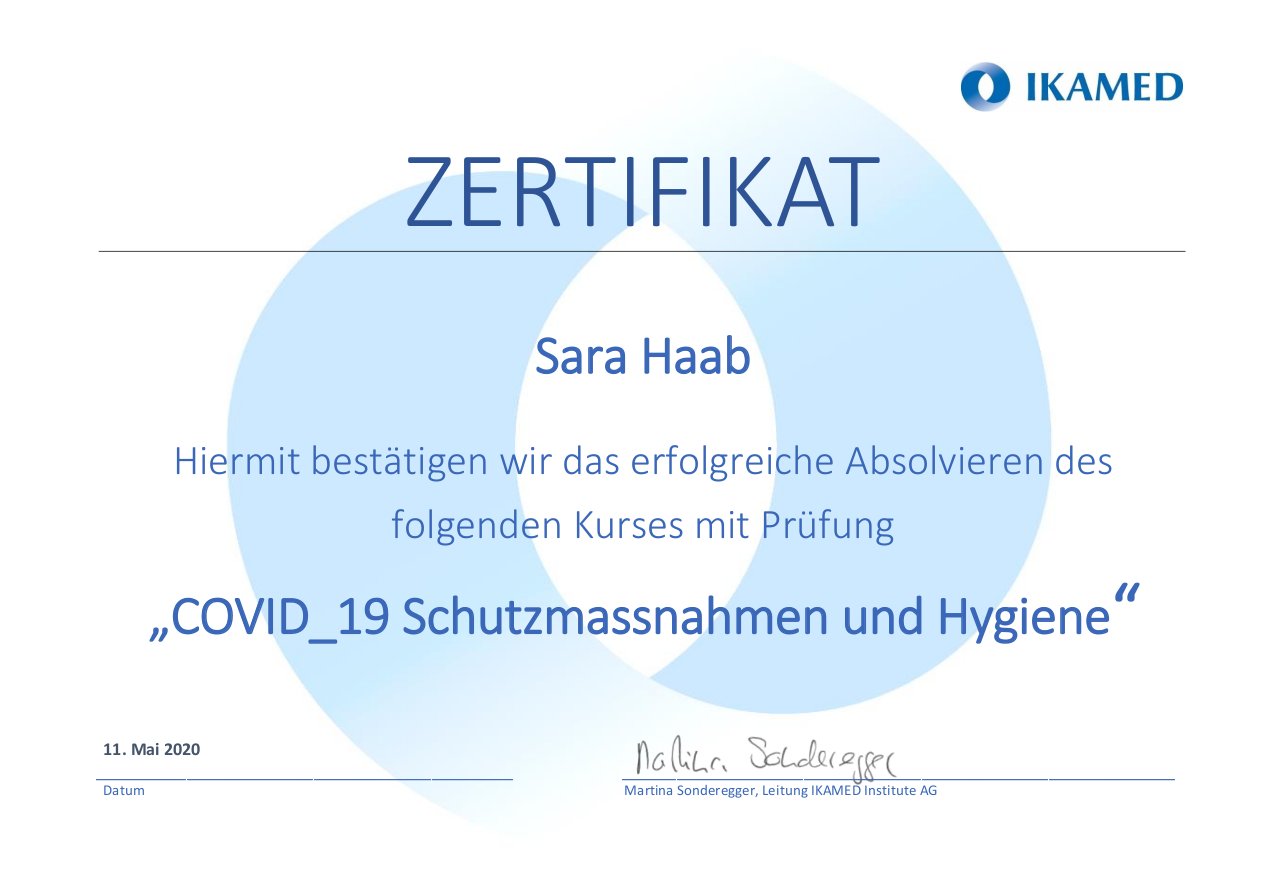 IKAMED
ZERTIFIKAT
Sara Haab
Hiermit bestätigen wir das erfolgreiche Absolvieren des
folgenden Kurses mit Prüfung
„COVID_19 Schutzmassnahmen und Hygiene“
11. Mai 2020
Martina Sonderegger
Datum
Martina Sonderegger, Leitung IKAMED Institute AG